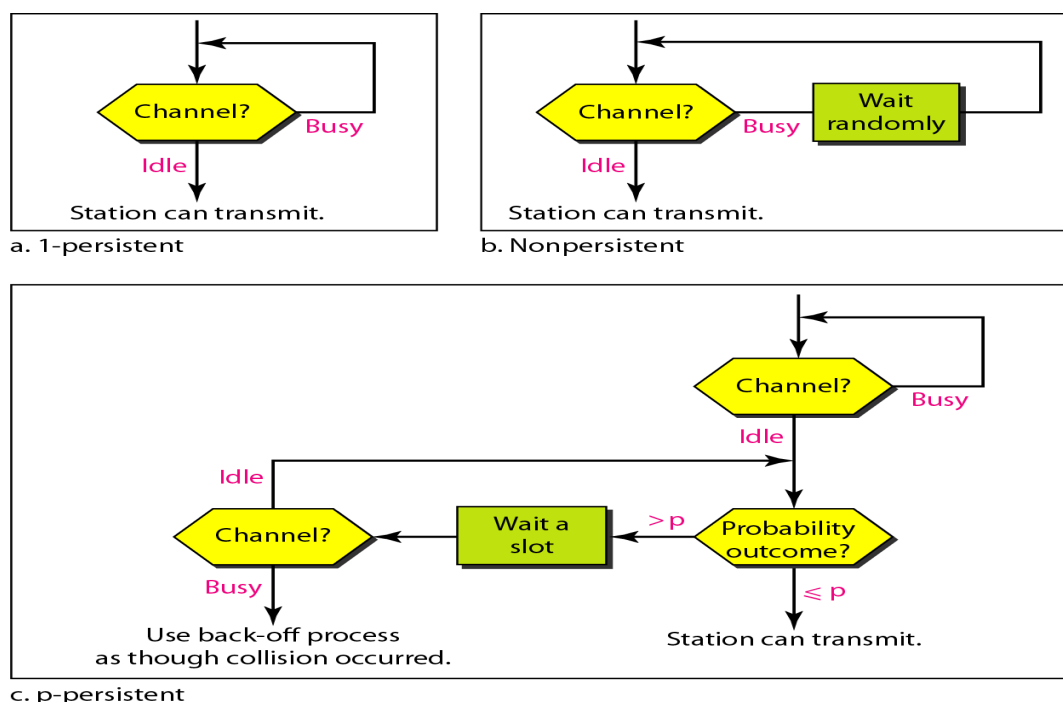 Channel?
Busy
Idle
Station can transmit.
a. 1-persistent
Channel?
Busy
Wait
randomly
Idle
Station can transmit.
b. Nonpersistent
Channel?
Busy
Idle
Idle
Channel?
Wait a
slot
>p
Probability
outcome?
Busy
⩽ p
Use back-off process
as though collision occurred.
Station can transmit.
c. p-persistent